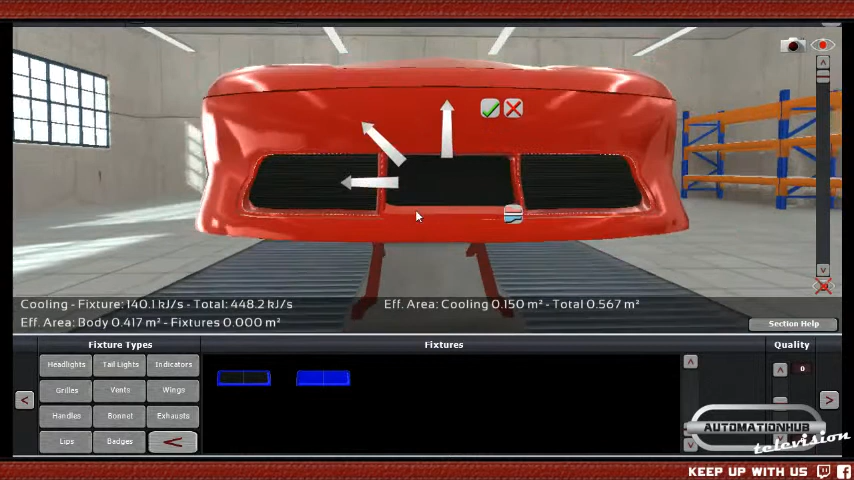 Cooling - Fixture: 140.1 kJ/s - Total: 448.2 kJ/s
Eff. Area: Cooling 0.150 m² - Total 0.567 m²
Eff. Area: Body 0.417 m² - Fixtures 0.000 m²
Section Help
Fixture Types
Fixtures
Quality
Headlights
Tail Lights
Indicators
0
Grilles
Vents
Wings
Handles
Bonnet
Exhausts
Lips
Badges
AUTOMATIONHUB
television
KEEP UP WITH US